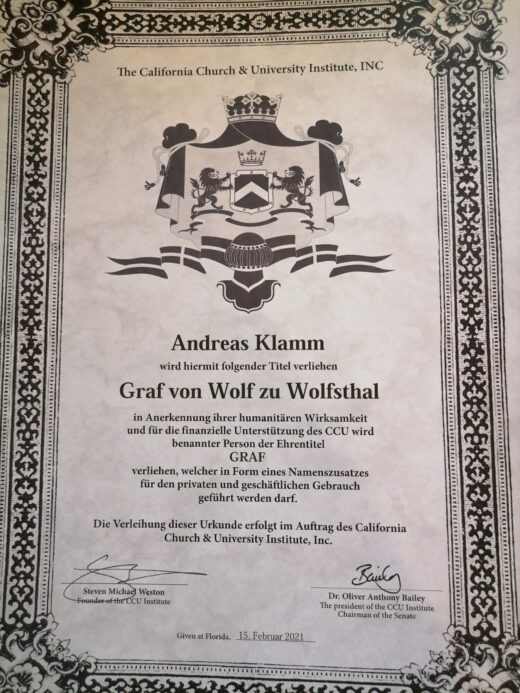 The California Church & University Institute, INC
Andreas Klamm
wird hiermit folgender Titel verliehen
Graf von Wolf zu Wolfsthal
in Anerkennung ihrer humanitären Wirksamkeit
und für die finanzielle Unterstützung des CCU wird
benannter Person der Ehrentitel
GRAF
verliehen, welcher in Form eines Namenszusatzes
für den privaten und geschäftlichen Gebrauch
geführt werden darf.
Die Verleihung dieser Urkunde erfolgt im Auftrag des California
Church & University Institute, Inc.
Steven Michael Weston
Founder of the CCU Institute
Bailey
Dr. Oliver Anthony Bailey
The president of the CCU Institute
Chairman of the Senate
Given at Florida, 15. Februar 2021